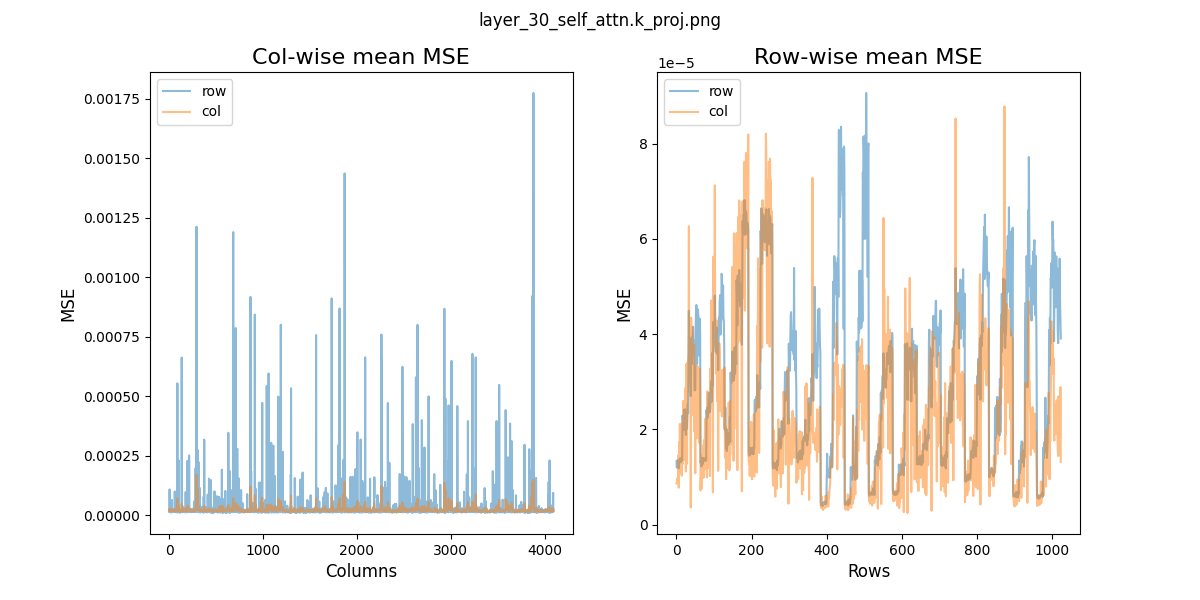 layer_30_self_attn.k_proj.png
Col-wise mean MSE
row
col
0.00175
0.00150
0.00125
0.00100
0.00075
0.00050
0.00025
0.00000
MSE
0 1000 2000 3000 4000
Columns
Row-wise mean MSE
1e−5
row
col
8
6
4
2
0
MSE
0 200 400 600 800 1000
Rows